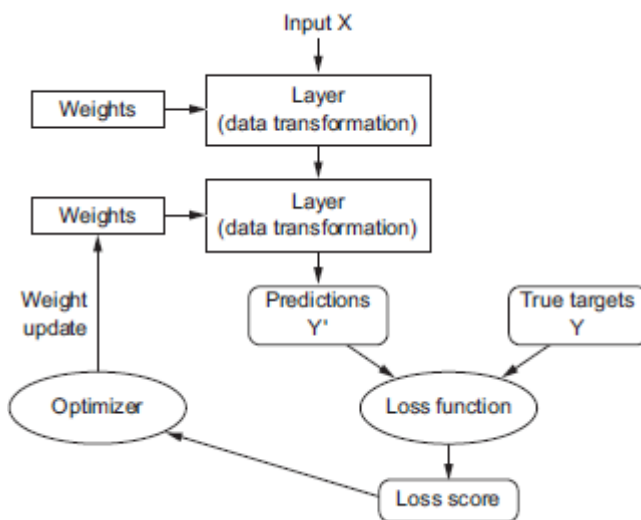 Input X
Weights
Layer
(data transformation)
Weights
Layer
(data transformation)
Weight
update
Predictions
Y'
True targets
Y
Optimizer
Loss function
Loss score